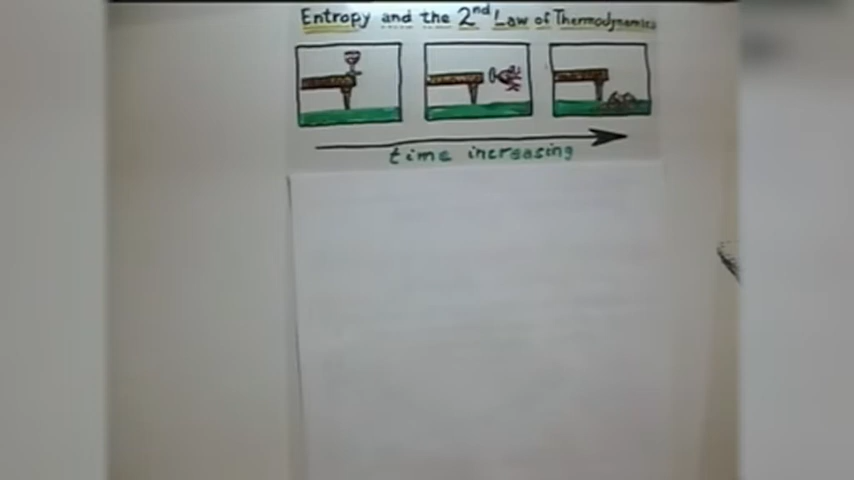 Entropy and the 2nd Law of Thermodynamics
time increasing